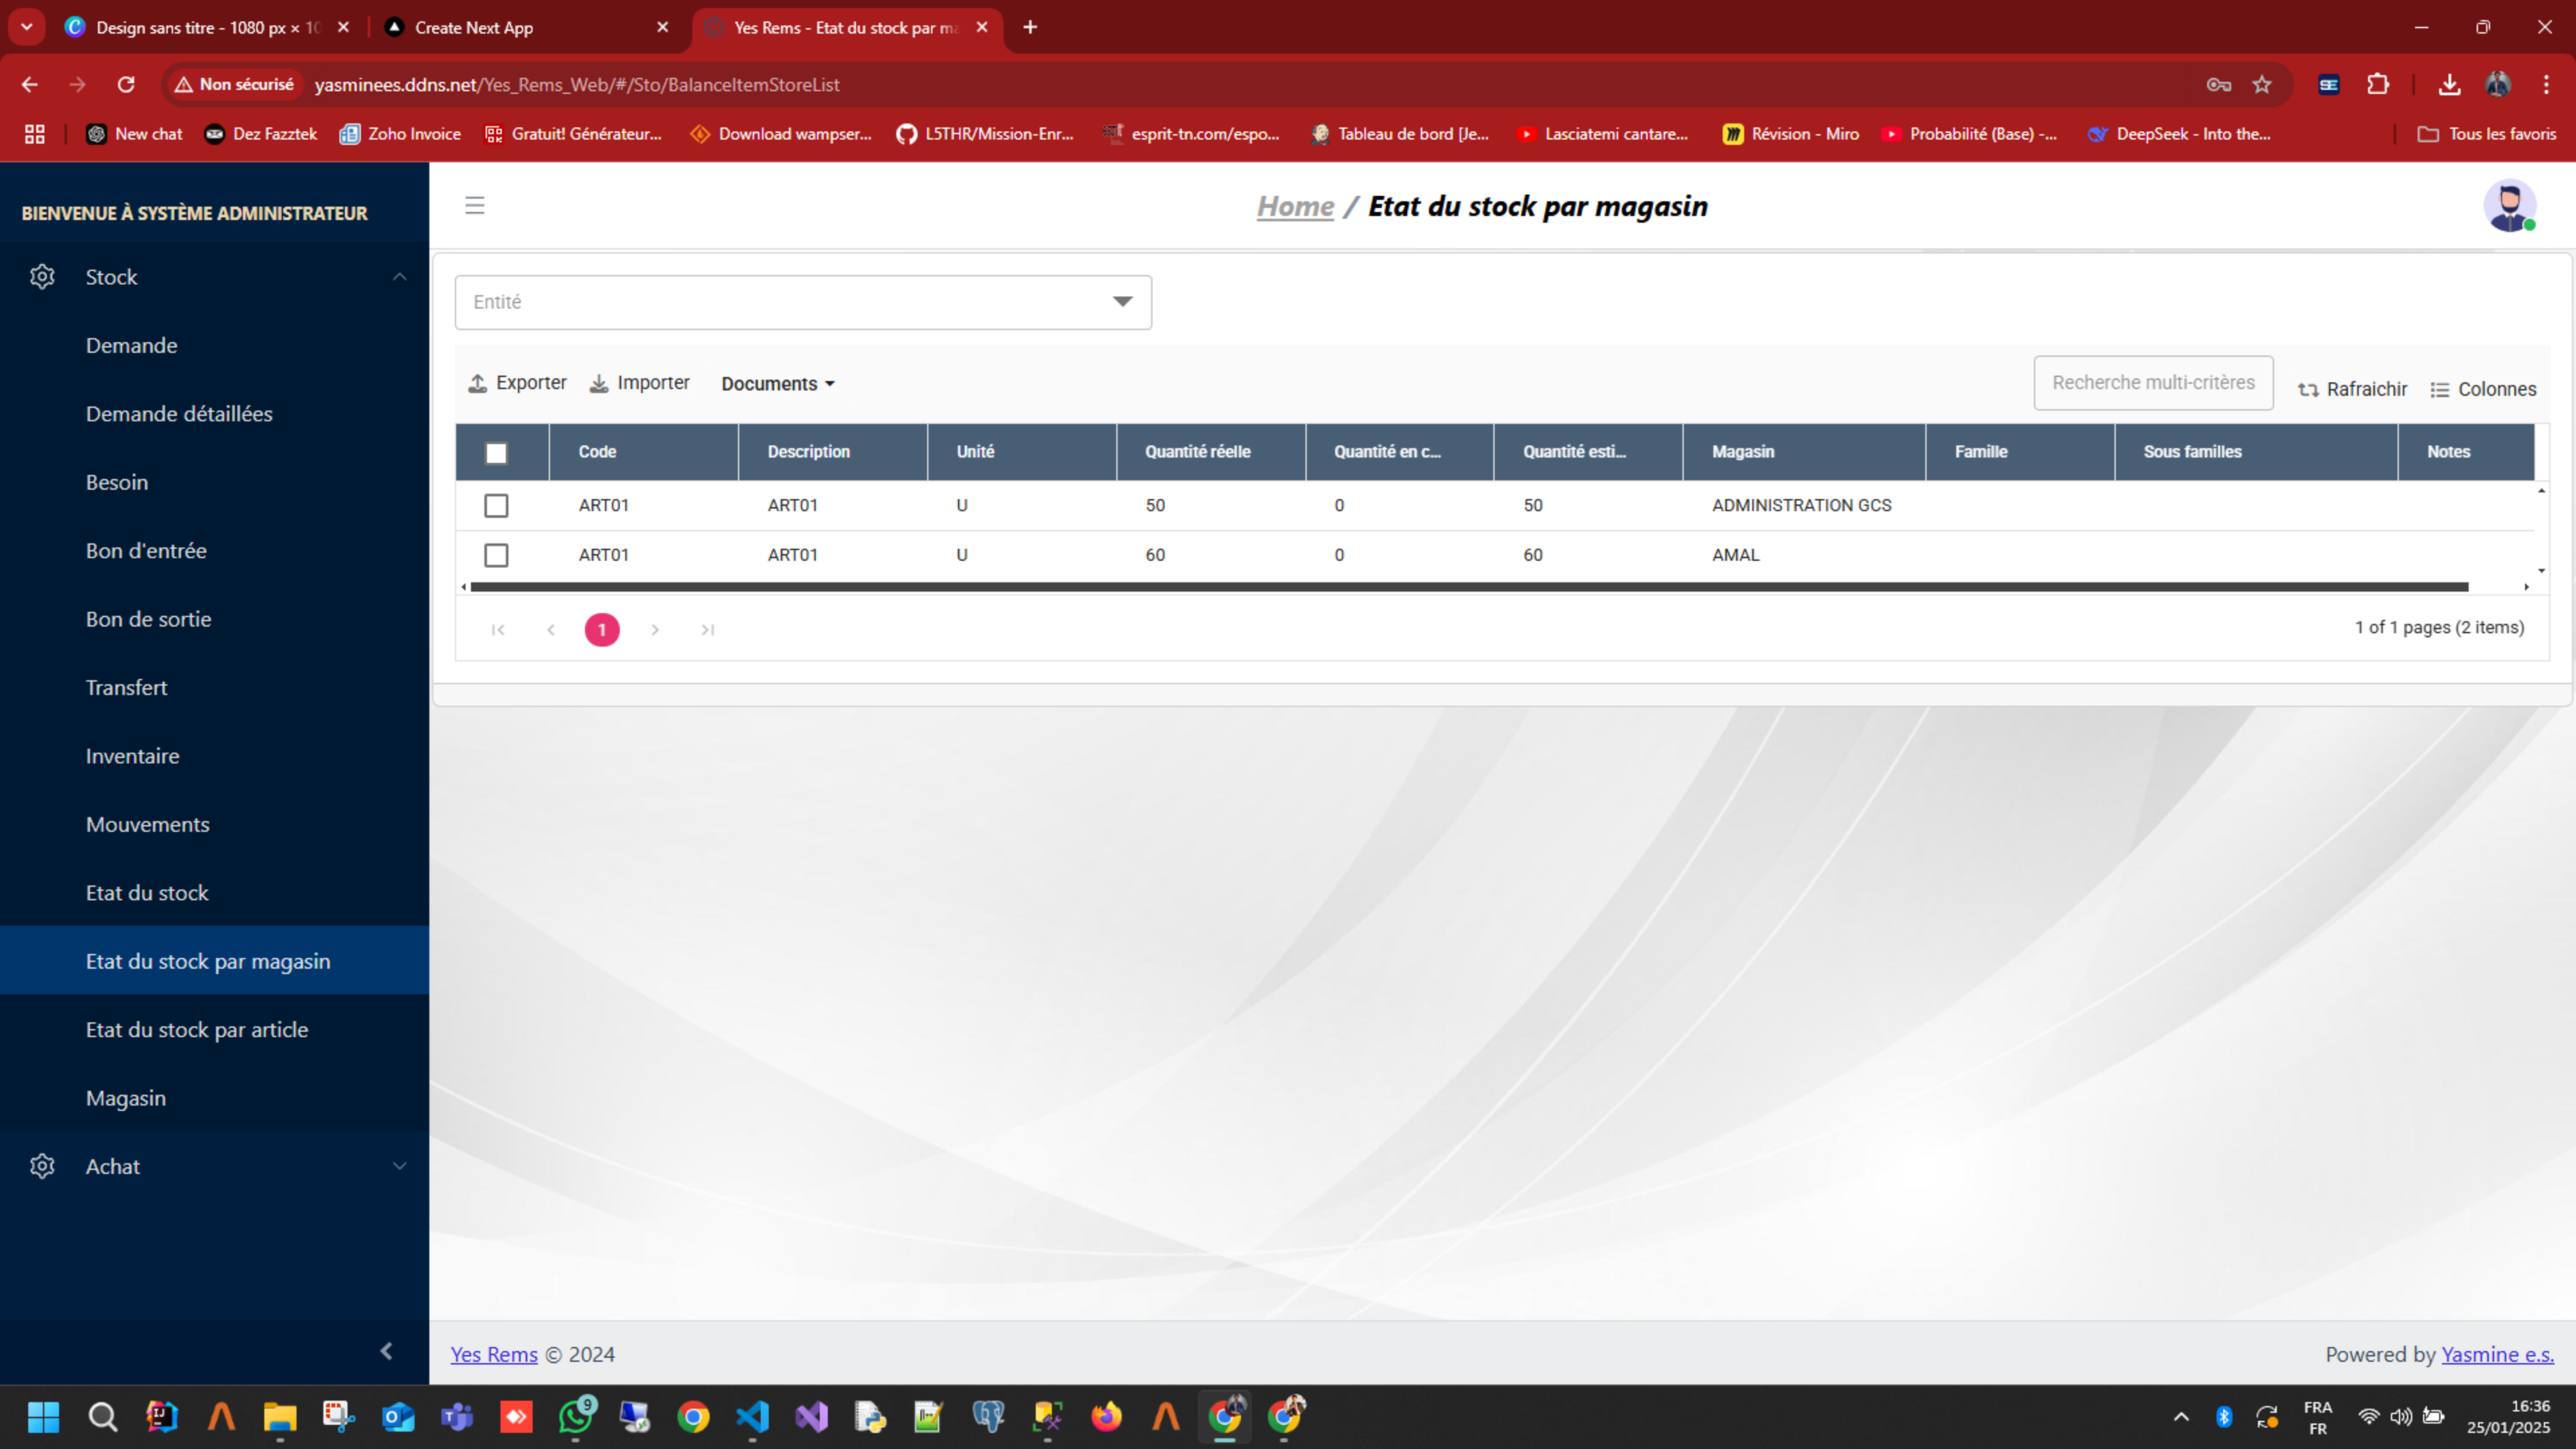 Design sans titre - 1080 px × 10
Create Next App
Yes Rems - Etat du stock par ma
Non sécurisé
yasminees.ddns.net/Yes_Rems_Web/#/Sto/BalanceItemStoreList
New chat
Dez Fazztek
Zoho Invoice
Gratuit! Générateur...
Download wampser...
L5THR/Mission-Enr...
esprit-tn.com/espo...
Tableau de bord [Je...
Lasciatemi cantare...
Révision - Miro
Probabilité (Base) -...
DeepSeek - Into the...
Tous les favoris
BIENVENUE À SYSTÈME ADMINISTRATEUR
Stock
Demande
Demande détaillées
Besoin
Bon d'entrée
Bon de sortie
Transfert
Inventaire
Mouvements
Etat du stock
Etat du stock par magasin
Etat du stock par article
Magasin
Achat
Home / Etat du stock par magasin
Entité
Exporter Importer Documents
Recherche multi-critères
Rafraichir Colonnes
Code Description Unité Quantité réelle Quantité en c... Quantité esti... Magasin Famille Sous familles Notes
ART01 ART01 U 50 0 50 ADMINISTRATION GCS
ART01 ART01 U 60 0 60 AMAL
1
1 of 1 pages (2 items)
Yes Rems © 2024
Powered by Yasmine e.s.
9
FRA
FR
16:36
25/01/2025